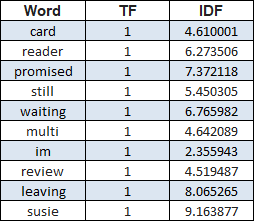 Word TF IDF
card 1 4.610001
reader 1 6.273506
promised 1 7.372118
still 1 5.450305
waiting 1 6.765982
multi 1 4.642089
im 1 2.355943
review 1 4.519487
leaving 1 8.065265
susie 1 9.163877